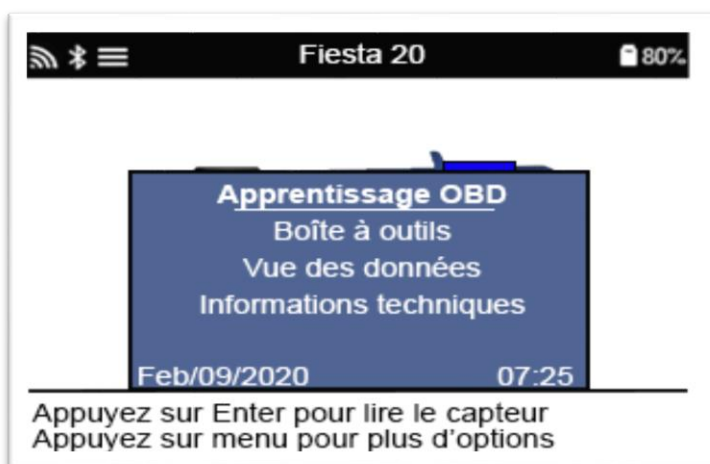 Fiesta 20
80%
Apprentissage OBD
Boîte à outils
Vue des données
Informations techniques
Feb/09/2020 07:25
Appuyez sur Enter pour lire le capteur
Appuyez sur menu pour plus d’options